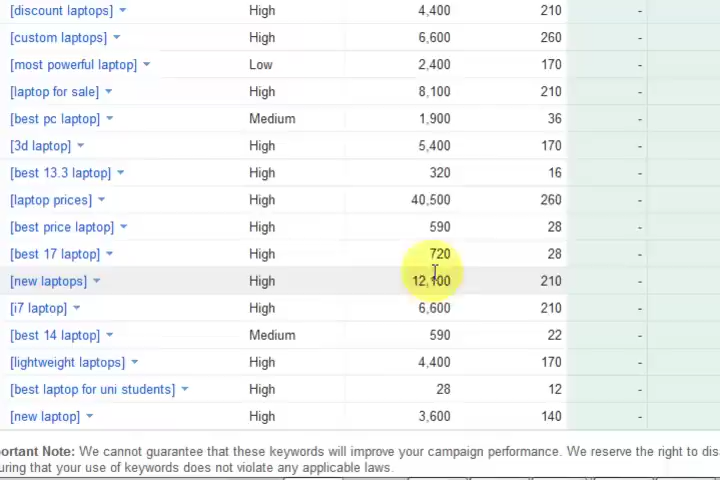 [discount laptops] High 4,400 210 -
[custom laptops] High 6,600 260 -
[most powerful laptop] Low 2,400 170 -
[laptop for sale] High 8,100 210 -
[best pc laptop] Medium 1,900 36 -
[3d laptop] High 5,400 170 -
[best 13.3 laptop] High 320 16 -
[laptop prices] High 40,500 260 -
[best price laptop] High 590 28 -
[best 17 laptop] High 720 28 -
[new laptops] High 12,100 210 -
[i7 laptop] High 6,600 210 -
[best 14 laptop] Medium 590 22 -
[lightweight laptops] High 4,400 170 -
[best laptop for uni students] High 28 12 -
[new laptop] High 3,600 140 -
ortant Note: We cannot guarantee that these keywords will improve your campaign performance. We reserve the right to dis
uring that your use of keywords does not violate any applicable laws.